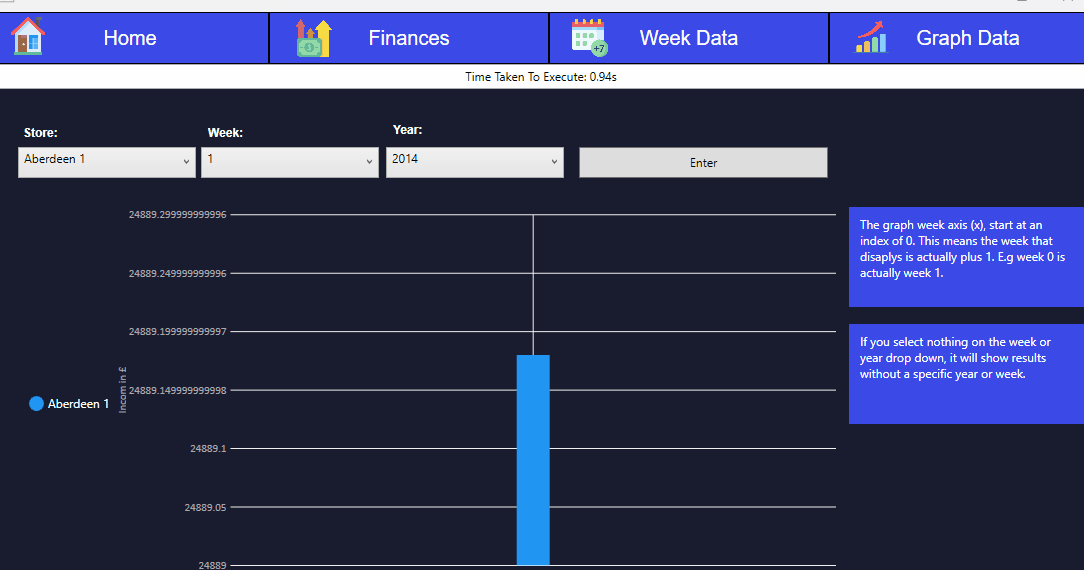 Home
Finances
+7
Week Data
Graph Data
Time Taken To Execute: 0.94s
Store:
Week:
Year:
Aberdeen 1
1
2014
Enter
24889.299999999996
24889.249999999996
24889.199999999997
24889.149999999998
24889.1
24889.05
24889
Incom in £
Aberdeen 1
The graph week axis (x), start at an
index of 0. This means the week that
disaplys is actually plus 1. E.g week 0 is
actually week 1.
If you select nothing on the week or
year drop down, it will show results
without a specific year or week.